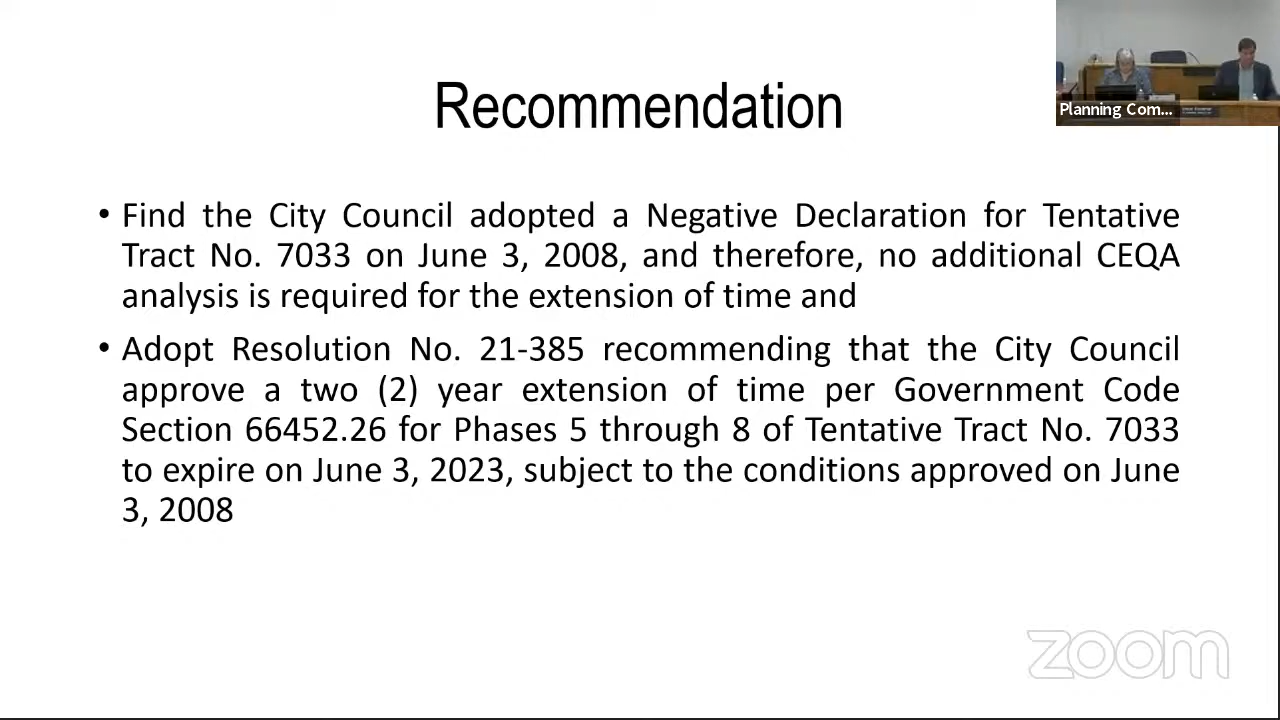 Recommendation
Planning Com...
• Find the City Council adopted a Negative Declaration for Tentative
Tract No. 7033 on June 3, 2008, and therefore, no additional CEQA
analysis is required for the extension of time and
• Adopt Resolution No. 21-385 recommending that the City Council
approve a two (2) year extension of time per Government Code
Section 66452.26 for Phases 5 through 8 of Tentative Tract No. 7033
to expire on June 3, 2023, subject to the conditions approved on June
3, 2008
zoom